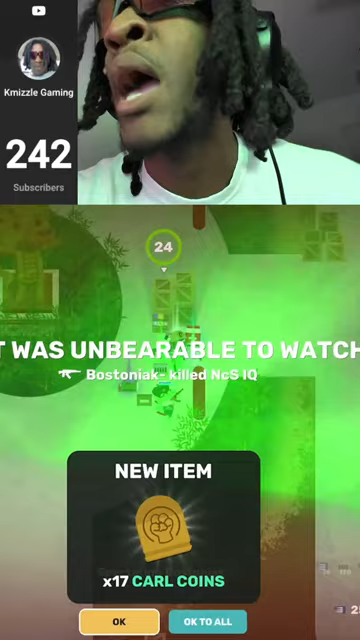 Kmizzle Gaming
242
Subscribers
24
T WAS UNBEARABLE TO WATCH
Bostoniak- killed NcS IQ
NEW ITEM
x17 CARL COINS
OK
OK TO ALL